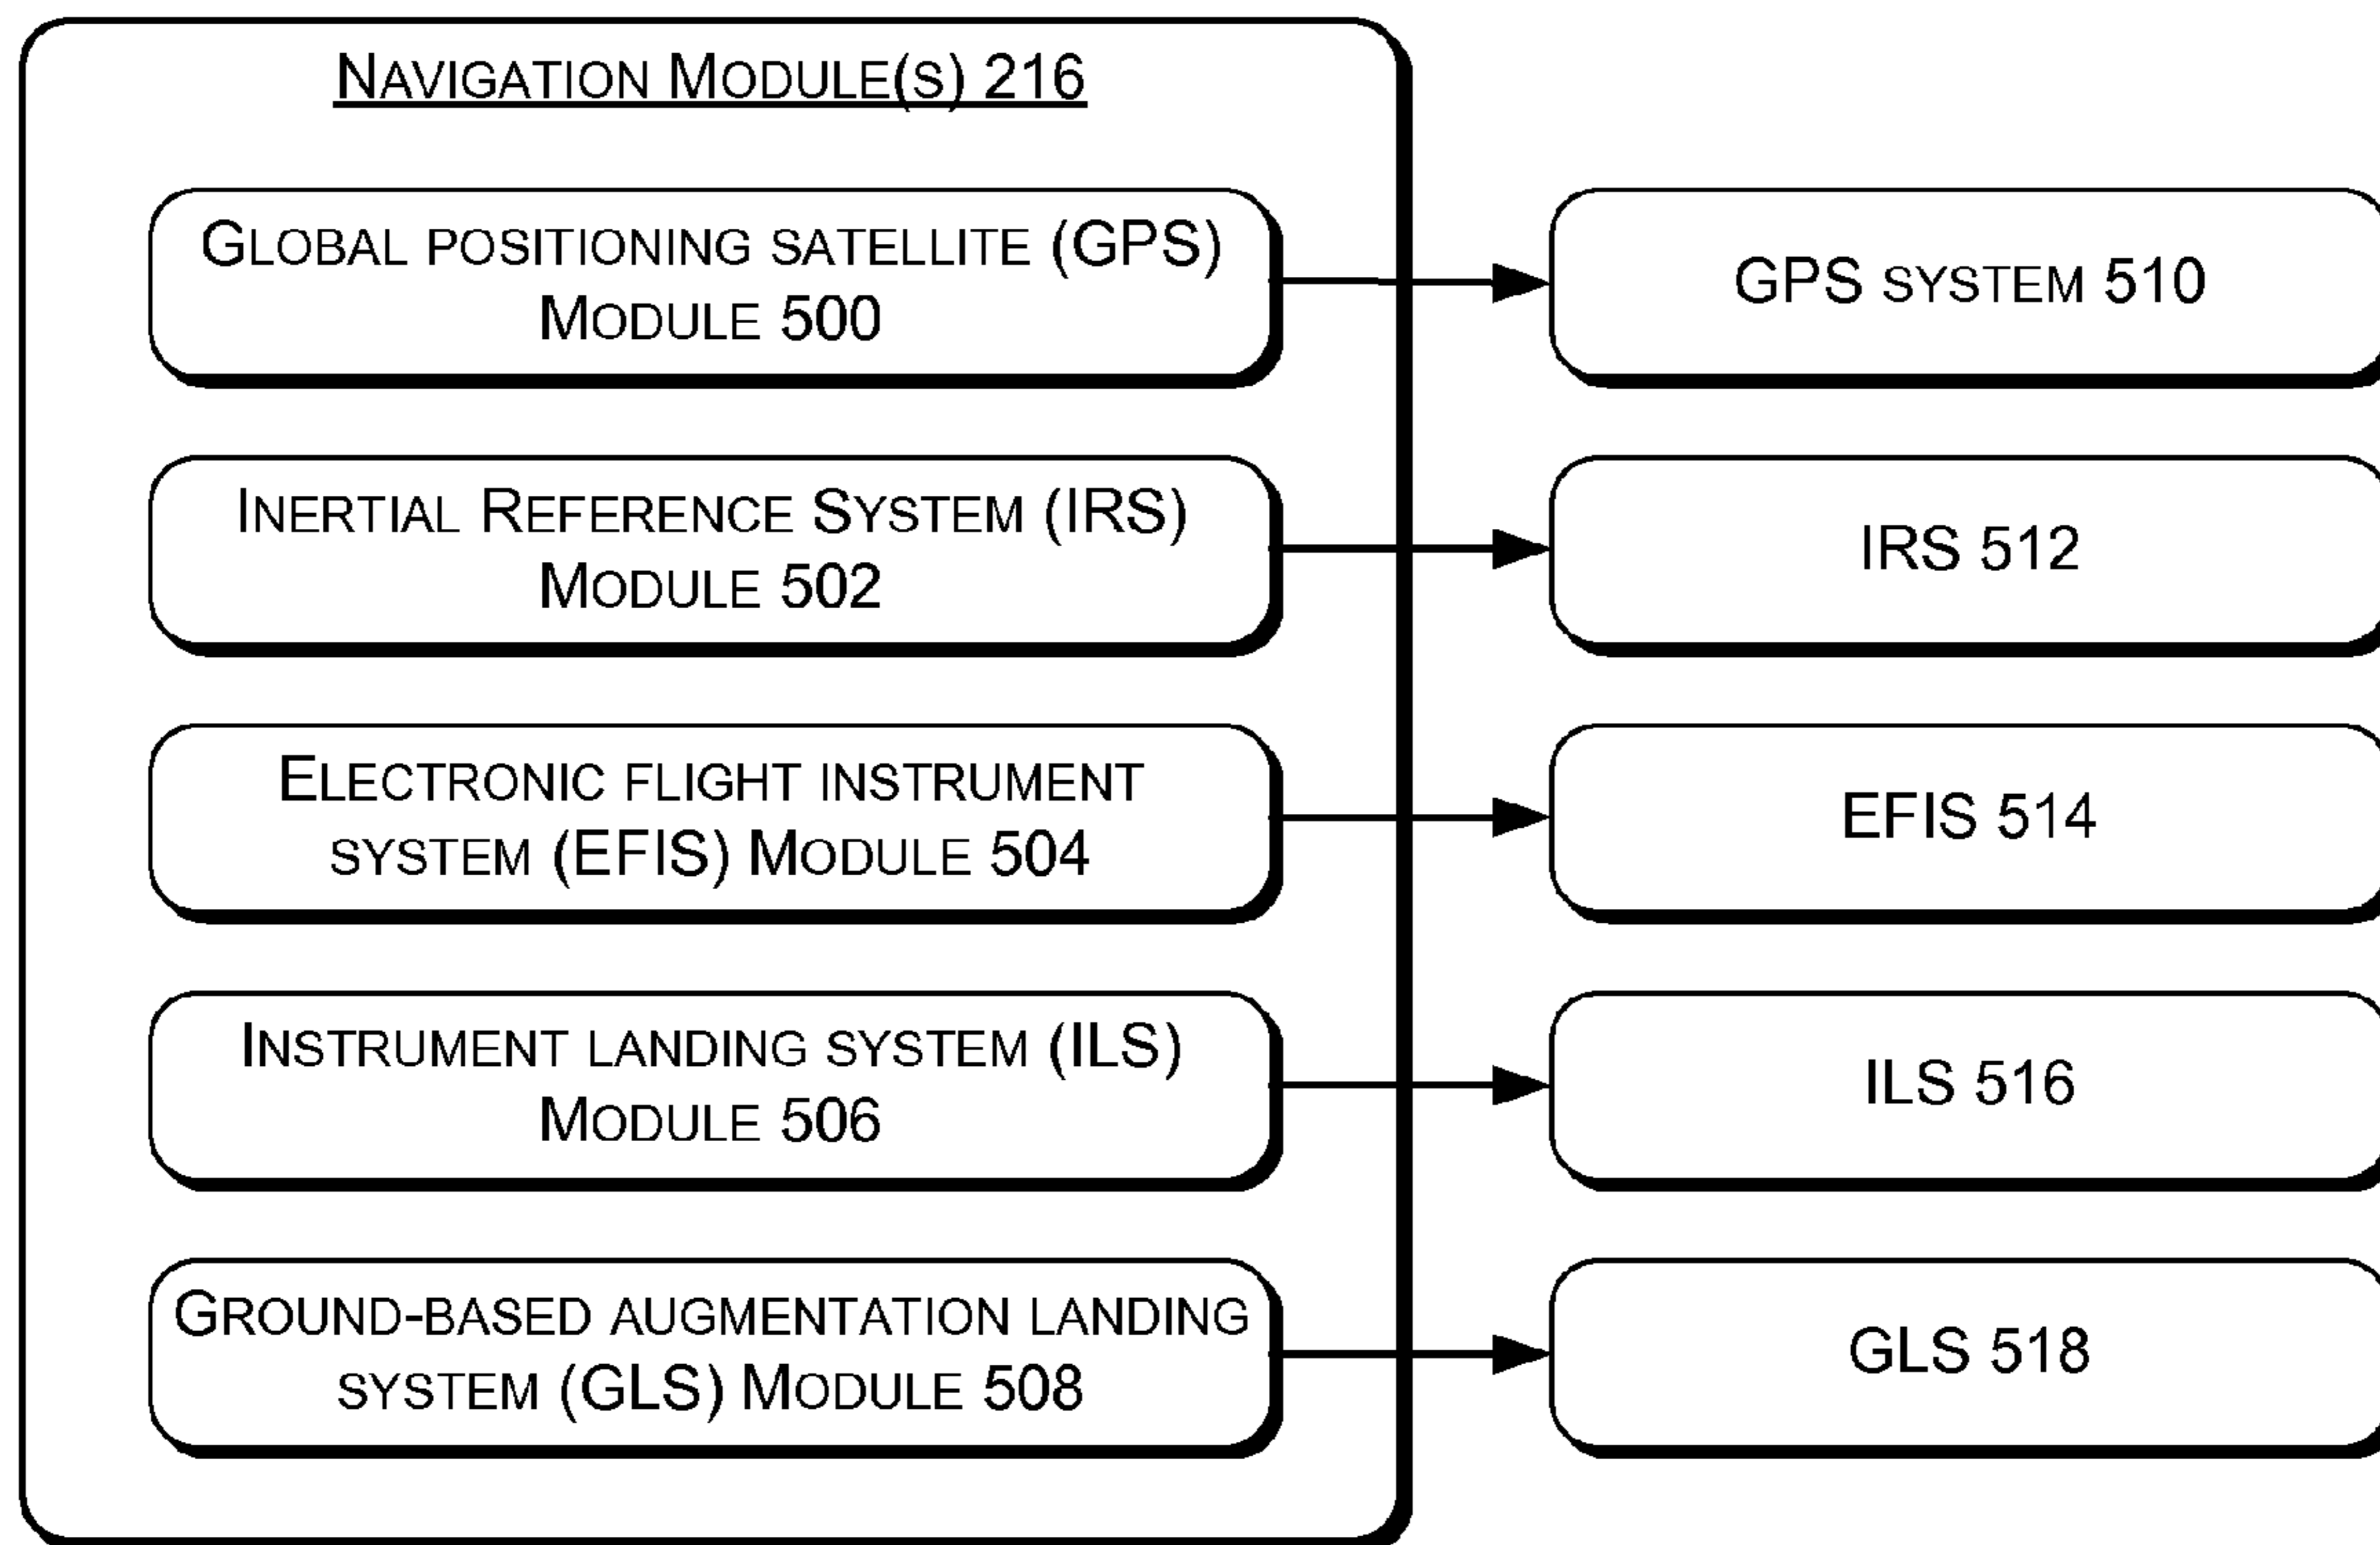 Navigation Module(s) 216
Global positioning satellite (GPS)
Module 500
GPS system 510
Inertial Reference System (IRS)
Module 502
IRS 512
Electronic flight instrument
system (EFIS) Module 504
EFIS 514
Instrument landing system (ILS)
Module 506
ILS 516
Ground-based augmentation landing
system (GLS) Module 508
GLS 518